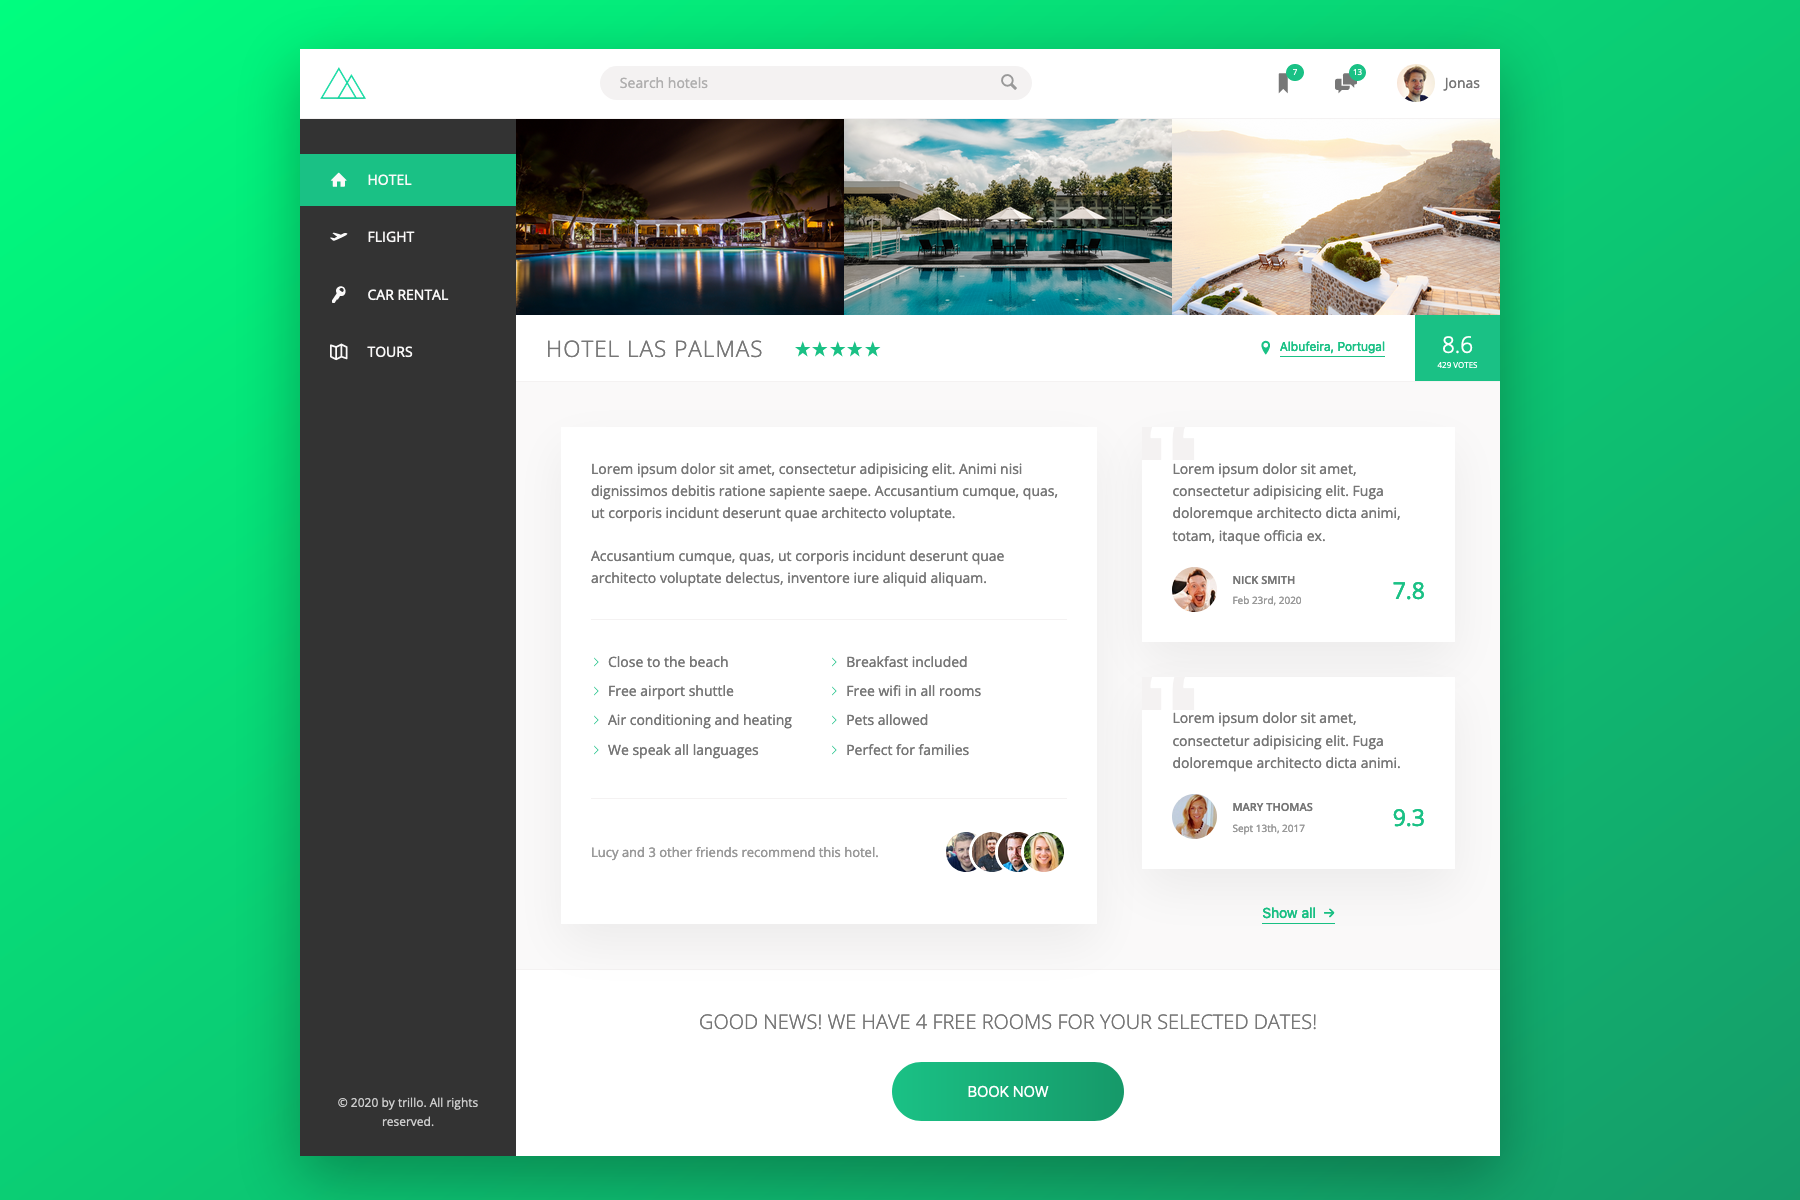 Search hotels
7
13
Jonas
HOTEL
FLIGHT
CAR RENTAL
TOURS
© 2020 by trillo. All rights
reserved.
HOTEL LAS PALMAS
Albufeira, Portugal
8.6
429 VOTES
Lorem ipsum dolor sit amet, consectetur adipisicing elit. Animi nisi
dignissimos debitis ratione sapiente saepe. Accusantium cumque, quas,
ut corporis incidunt deserunt quae architecto voluptate.
Accusantium cumque, quas, ut corporis incidunt deserunt quae
architecto voluptate delectus, inventore iure aliquid aliquam.
Close to the beach
Free airport shuttle
Air conditioning and heating
We speak all languages
Breakfast included
Free wifi in all rooms
Pets allowed
Perfect for families
Lucy and 3 other friends recommend this hotel.
Lorem ipsum dolor sit amet,
consectetur adipisicing elit. Fuga
doloremque architecto dicta animi,
totam, itaque officia ex.
NICK SMITH
Feb 23rd, 2020
7.8
Lorem ipsum dolor sit amet,
consectetur adipisicing elit. Fuga
doloremque architecto dicta animi.
MARY THOMAS
Sept 13th, 2017
9.3
Show all →
GOOD NEWS! WE HAVE 4 FREE ROOMS FOR YOUR SELECTED DATES!
BOOK NOW